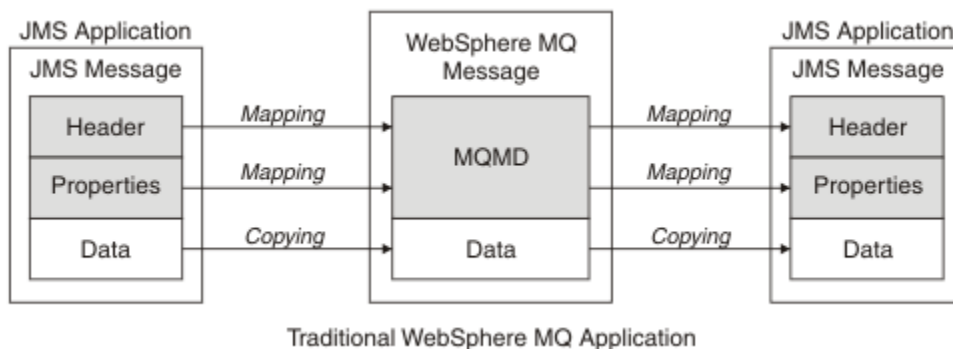 JMS Application
JMS Message
Header
Properties
Data
Mapping
Mapping
Copying
WebSphere MQ
Message
MQMD
Data
Mapping
Mapping
Copying
JMS Application
JMS Message
Header
Properties
Data
Traditional WebSphere MQ Application